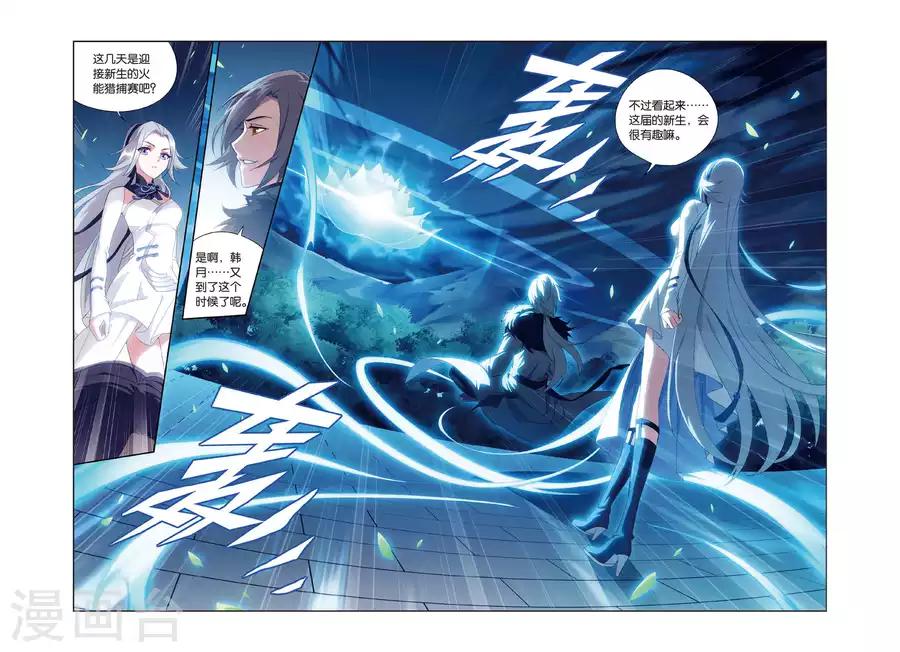 这几天是迎
接新生的火
能猎捕赛吧？
是啊，韩
月……又
到了这个
时候了呢。
不过看起来……
这届的新生，会
很有趣嘛。
漫画台